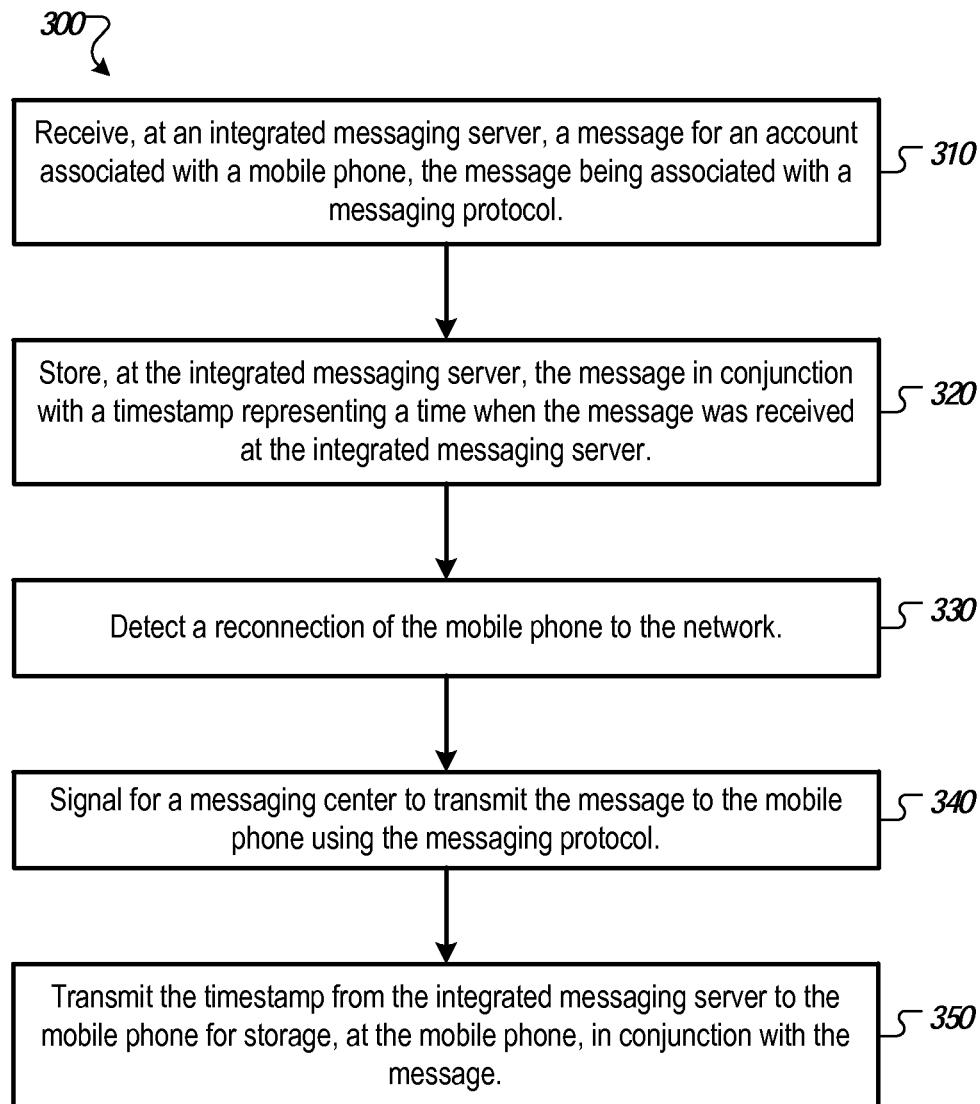 300
Receive, at an integrated messaging server, a message for an account
associated with a mobile phone, the message being associated with a
messaging protocol.
310
Store, at the integrated messaging server, the message in conjunction
with a timestamp representing a time when the message was received
at the integrated messaging server.
320
Detect a reconnection of the mobile phone to the network.
330
Signal for a messaging center to transmit the message to the mobile
phone using the messaging protocol.
340
Transmit the timestamp from the integrated messaging server to the
mobile phone for storage, at the mobile phone, in conjunction with the
message.
350